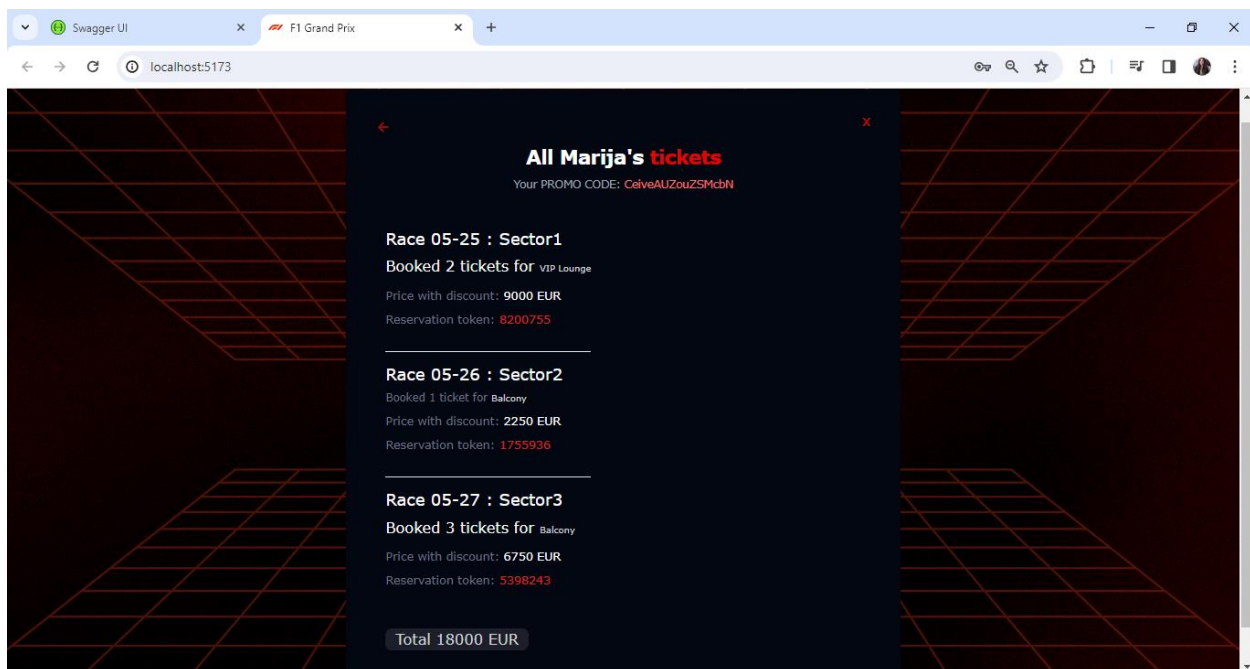 Swagger UI
F1 Grand Prix
localhost:5173
x
All Marija's tickets
Your PROMO CODE: CeiveAUZouZSMcbN
Race 05-25 : Sector1
Booked 2 tickets for VIP Lounge
Price with discount: 9000 EUR
Reservation token: 8200755
Race 05-26 : Sector2
Booked 1 ticket for Balcony
Price with discount: 2250 EUR
Reservation token: 1755936
Race 05-27 : Sector3
Booked 3 tickets for Balcony
Price with discount: 6750 EUR
Reservation token: 5398243
Total 18000 EUR